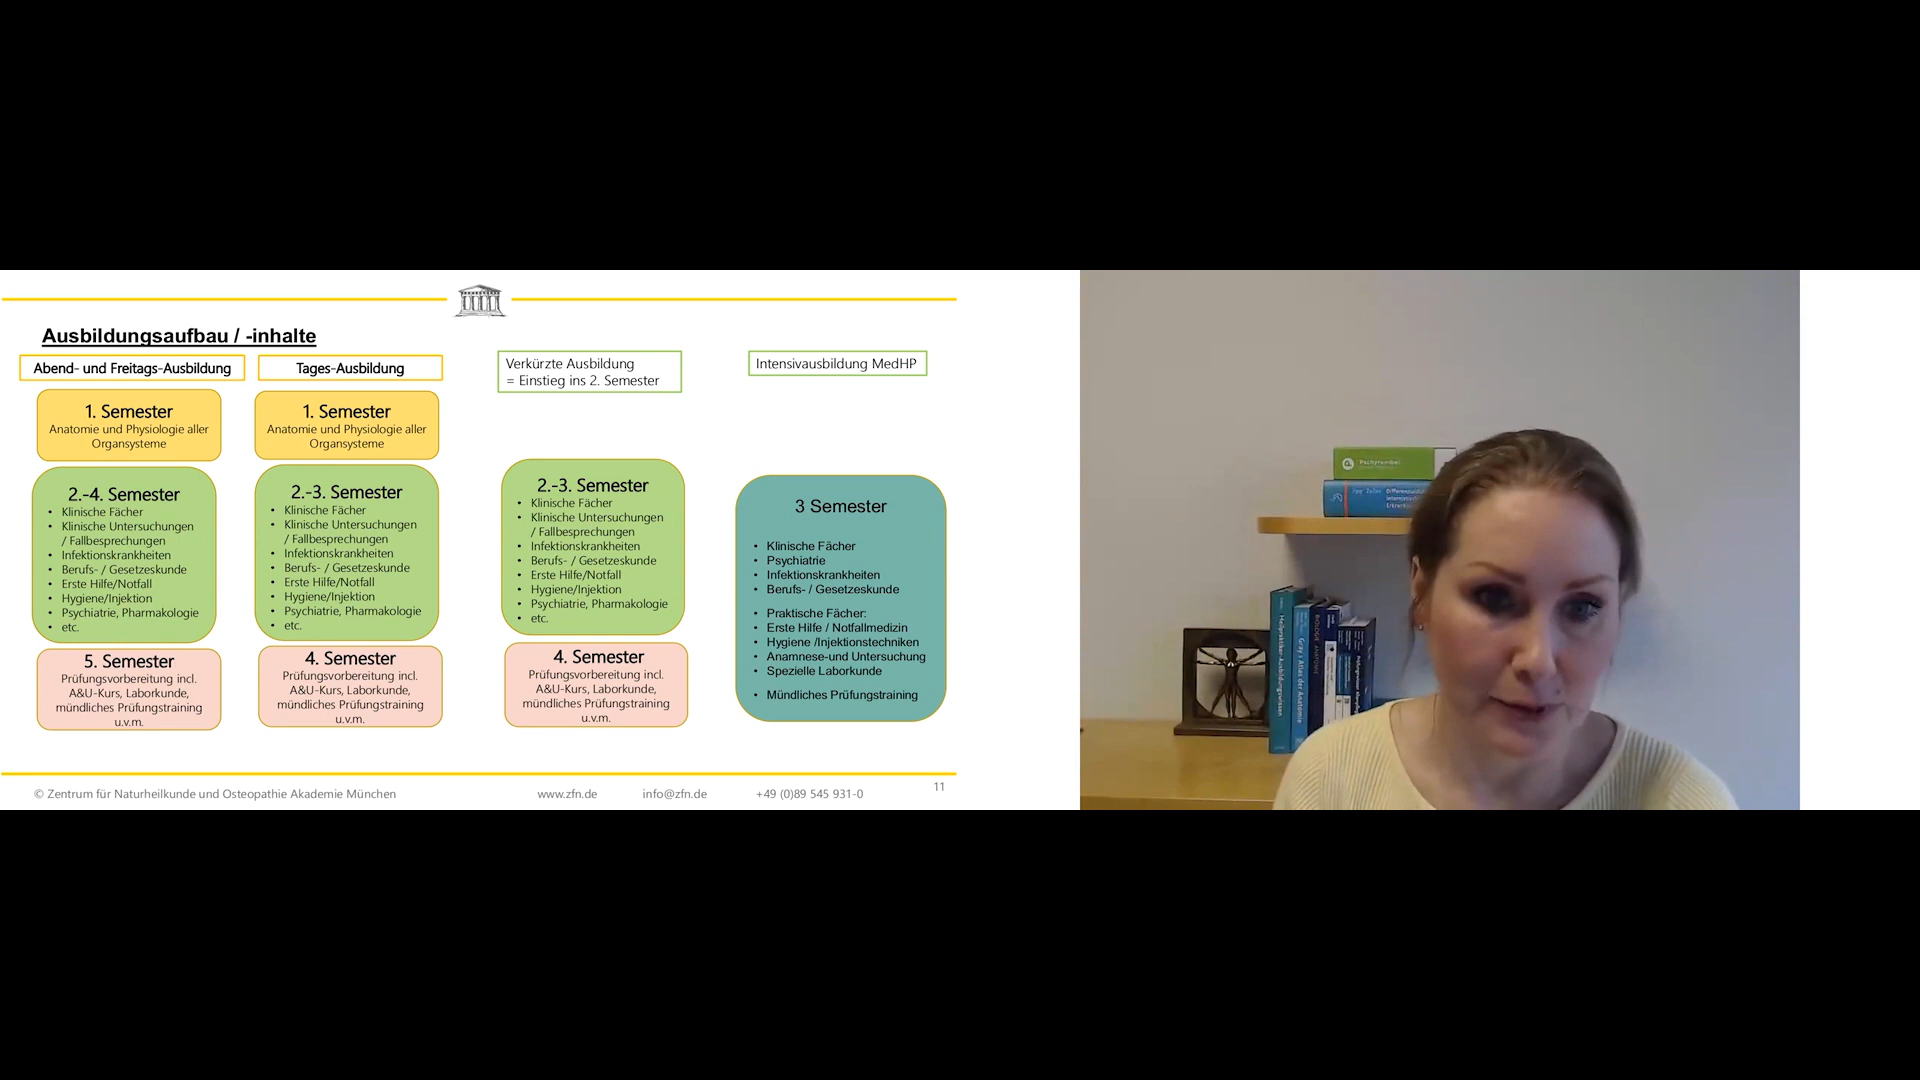 Ausbildungsaufbau / -inhalte
Abend- und Freitags-Ausbildung
1. Semester
Anatomie und Physiologie aller
Organsysteme
2.-4. Semester
• Klinische Fächer
• Klinische Untersuchungen
/ Fallbesprechungen
• Infektionskrankheiten
• Berufs- / Gesetzeskunde
• Erste Hilfe/Notfall
• Hygiene/Injektion
• Psychiatrie, Pharmakologie
• etc.
5. Semester
Prüfungsvorbereitung incl.
A&U-Kurs, Laborkunde,
mündliches Prüfungstraining
u.v.m.
Tages-Ausbildung
1. Semester
Anatomie und Physiologie aller
Organsysteme
2.-3. Semester
• Klinische Fächer
• Klinische Untersuchungen
/ Fallbesprechungen
• Infektionskrankheiten
• Berufs- / Gesetzeskunde
• Erste Hilfe/Notfall
• Hygiene/Injektion
• Psychiatrie, Pharmakologie
• etc.
4. Semester
Prüfungsvorbereitung incl.
A&U-Kurs, Laborkunde,
mündliches Prüfungstraining
u.v.m.
Verkürzte Ausbildung
= Einstieg ins 2. Semester
2.-3. Semester
• Klinische Fächer
• Klinische Untersuchungen
/ Fallbesprechungen
• Infektionskrankheiten
• Berufs- / Gesetzeskunde
• Erste Hilfe/Notfall
• Hygiene/Injektion
• Psychiatrie, Pharmakologie
• etc.
4. Semester
Prüfungsvorbereitung incl.
A&U-Kurs, Laborkunde,
mündliches Prüfungstraining
u.v.m.
Intensivausbildung MedHP
3 Semester
• Klinische Fächer
• Psychiatrie
• Infektionskrankheiten
• Berufs- / Gesetzeskunde
• Praktische Fächer:
• Erste Hilfe / Notfallmedizin
• Hygiene /Injektionstechniken
• Anamnese-und Untersuchung
• Spezielle Laborkunde
• Mündliches Prüfungstraining
© Zentrum für Naturheilkunde und Osteopathie Akademie München
www.zfn.de
info@zfn.de
+49 (0)89 545 931-0
11
Pschyrembel
Heilpraktiker-Ausbildungswissen
Gray's Atlas der Anatomie